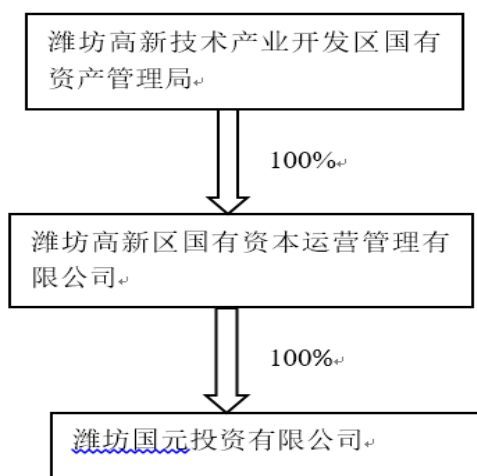 潍坊高新技术产业开发区国有
资产管理局
100%
潍坊高新区国有资本运营管理有
限公司
100%
潍坊国元投资有限公司